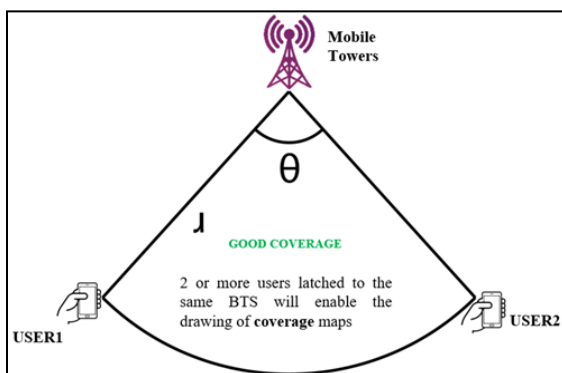 Mobile
Towers
θ
r
GOOD COVERAGE
2 or more users latched to the
same BTS will enable the
drawing of coverage maps
USER1
USER2